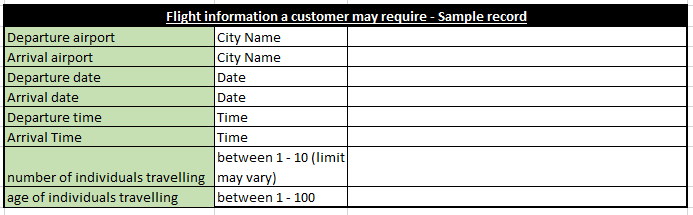 Flight information a customer may require - Sample record
Departure airport City Name
Arrival airport City Name
Departure date Date
Arrival date Date
Departure time Time
Arrival Time Time
number of individuals travelling between 1 - 10 (limit
may vary)
age of individuals travelling between 1 - 100